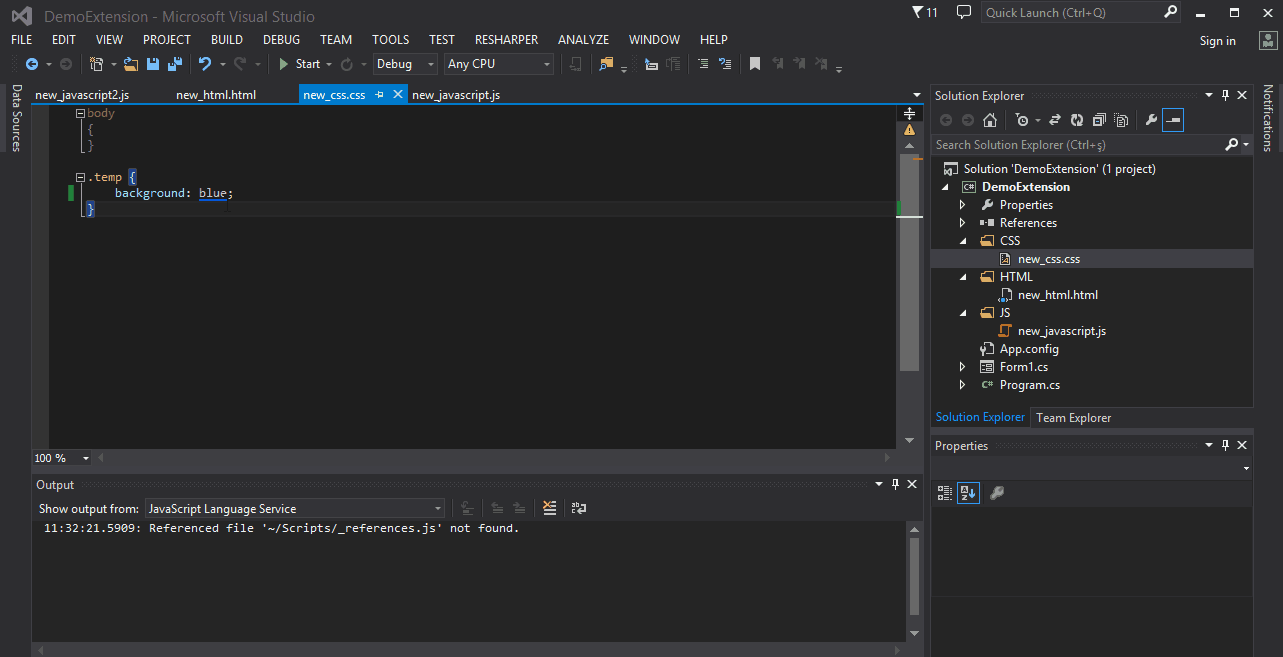 DemoExtension - Microsoft Visual Studio
11
Quick Launch (Ctrl+Q)
FILE EDIT VIEW PROJECT BUILD DEBUG TEAM TOOLS TEST RESHARPER ANALYZE WINDOW HELP
Sign in
Start Debug Any CPU
Data Sources
new_javascript2.js new_html.html new_css.css new_javascript.js
body
{
}
.temp {
background: blue;
}
100 %
Output
Show output from: JavaScript Language Service
11:32:21.5909: Referenced file '~/Scripts/_references.js' not found.
Solution Explorer
Search Solution Explorer (Ctrl+ş)
Solution 'DemoExtension' (1 project)
C# DemoExtension
Properties
References
CSS
new_css.css
HTML
new_html.html
JS
new_javascript.js
App.config
Form1.cs
C# Program.cs
Solution Explorer Team Explorer
Properties
Notifications